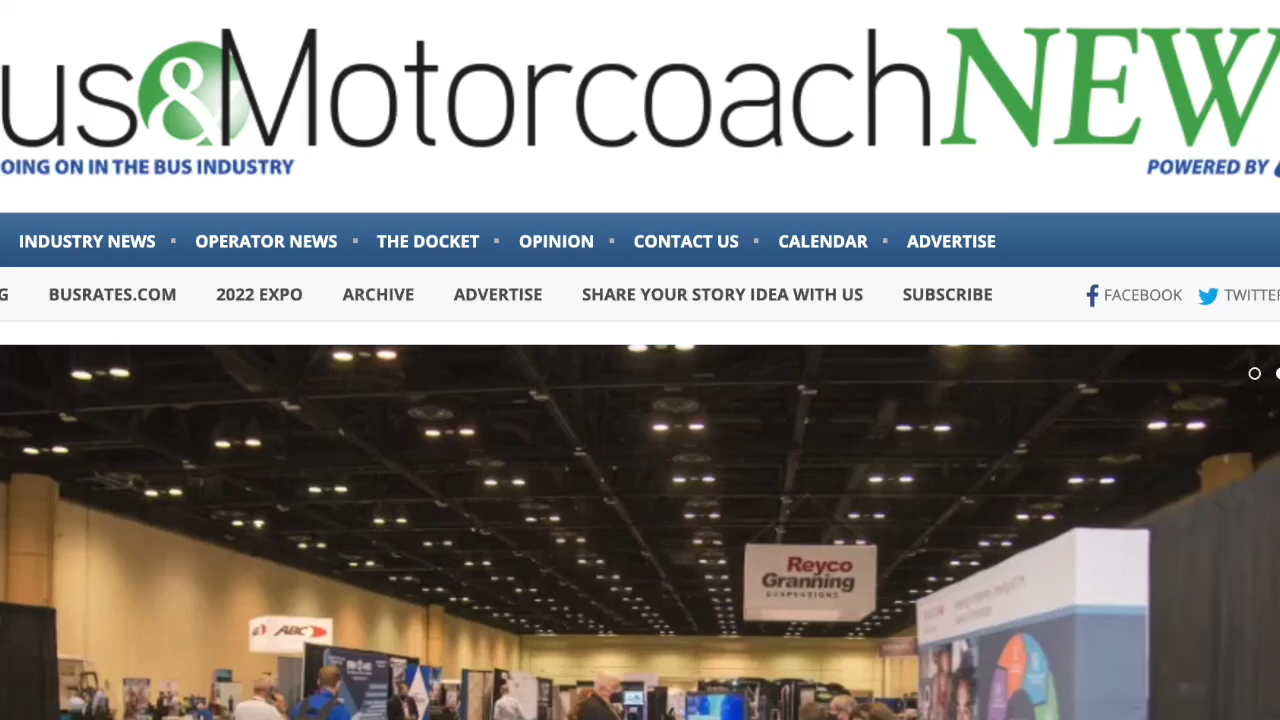 us&MotorcoachNEW
OING ON IN THE BUS INDUSTRY
POWERED BY
INDUSTRY NEWS · OPERATOR NEWS · THE DOCKET · OPINION · CONTACT US · CALENDAR · ADVERTISE
G BUSRATES.COM 2022 EXPO ARCHIVE ADVERTISE SHARE YOUR STORY IDEA WITH US SUBSCRIBE FACEBOOK TWITTE
Reyco
Granning
SUSPENSIONS
ABC